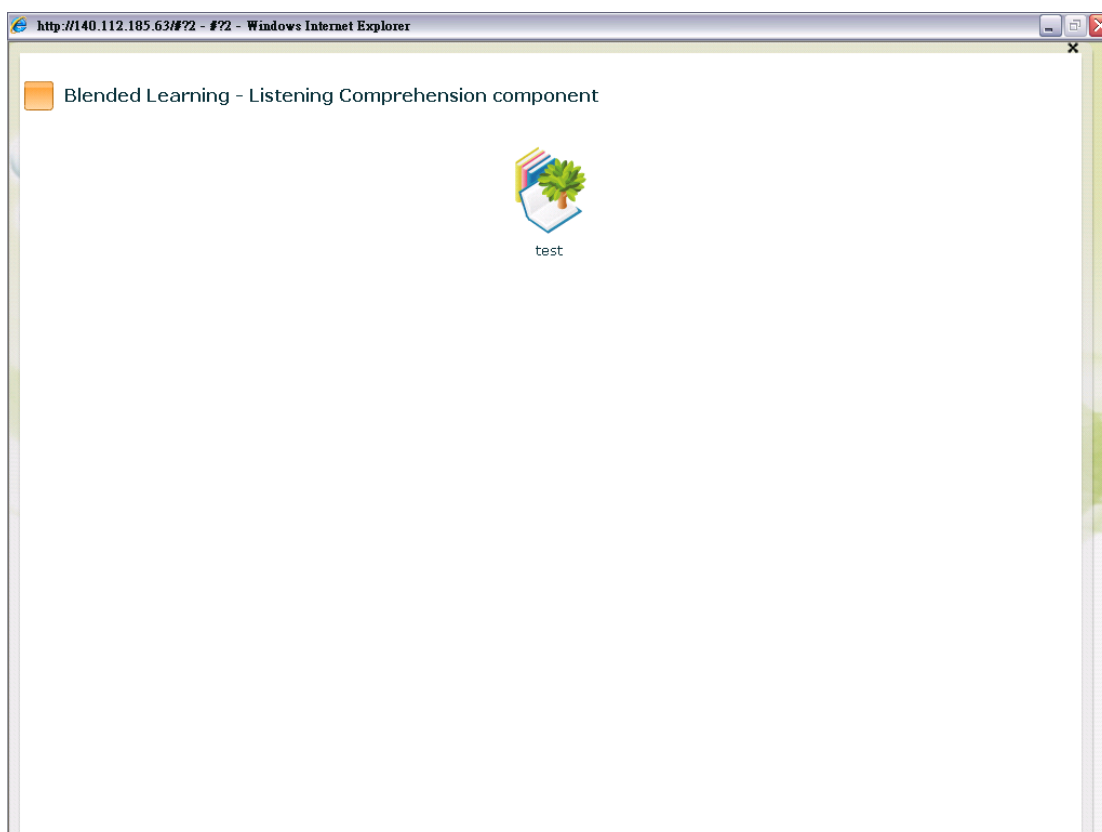 http://140.112.185.63/#?2 - #?2 - Windows Internet Explorer
Blended Learning - Listening Comprehension component
test